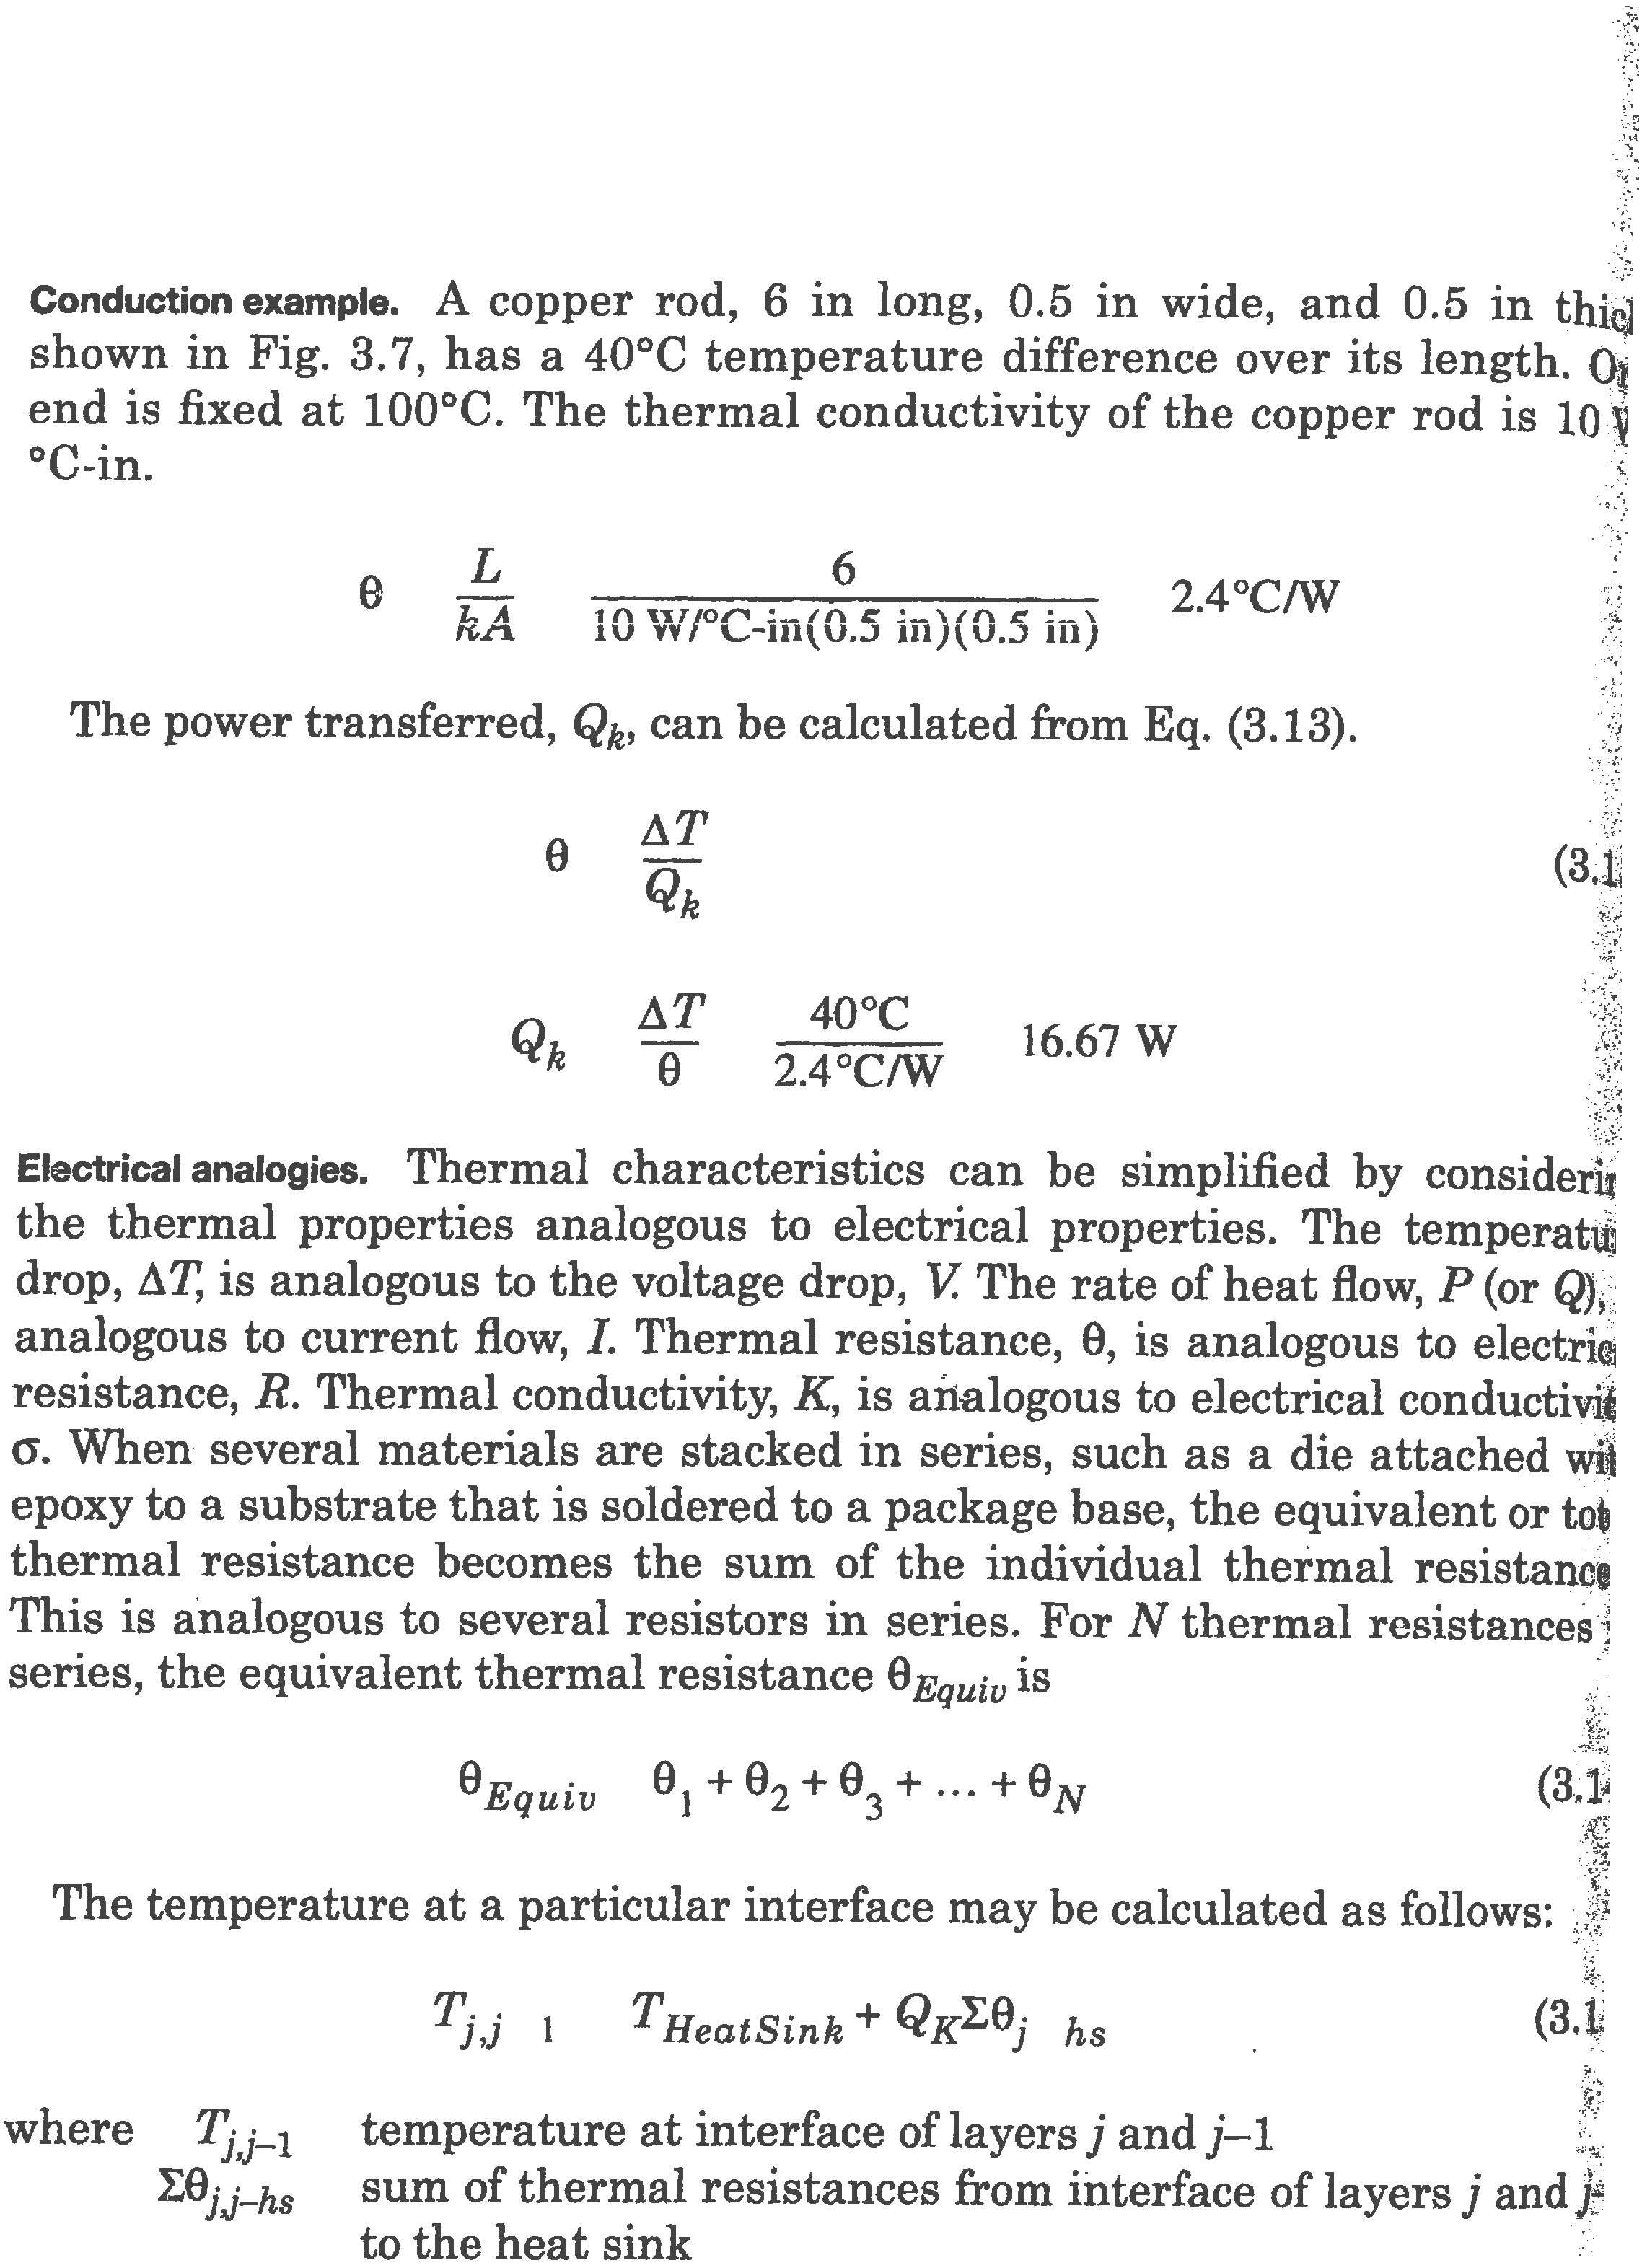 Conduction example. A copper rod, 6 in long, 0.5 in wide, and 0.5 in
shown in Fig. 3.7, has a 40°C temperature difference over its length.
end is fixed at 100°C. The thermal conductivity of the copper rod is 10
°C-in.
θ L/kA 6/10 W/°C-in(0.5 in)(0.5 in) 2.4°C/W
The power transferred, Qk, can be calculated from Eq. (3.13).
θ ΔT/Qk (3.1
Qk ΔT/θ 40°C/2.4°C/W 16.67 W
Electrical analogies. Thermal characteristics can be simplified by
the thermal properties analogous to electrical properties. The
drop, ΔT, is analogous to the voltage drop, V. The rate of heat flow, P (or Q),
analogous to current flow, I. Thermal resistance, θ, is analogous to
resistance, R. Thermal conductivity, K, is analogous to electrical
σ. When several materials are stacked in series, such as a die attached
epoxy to a substrate that is soldered to a package base, the equivalent or
thermal resistance becomes the sum of the individual thermal
This is analogous to several resistors in series. For N thermal resistances
series, the equivalent thermal resistance θEquiv is
θEquiv θ1 + θ2 + θ3 + ... + θN (3.1
The temperature at a particular interface may be calculated as follows:
Tj,j 1 THeatSink + QKΣθj hs (3.1
where Tj,j–1 temperature at interface of layers j and j–1
Σθj,j–hs sum of thermal resistances from interface of layers j and
to the heat sink